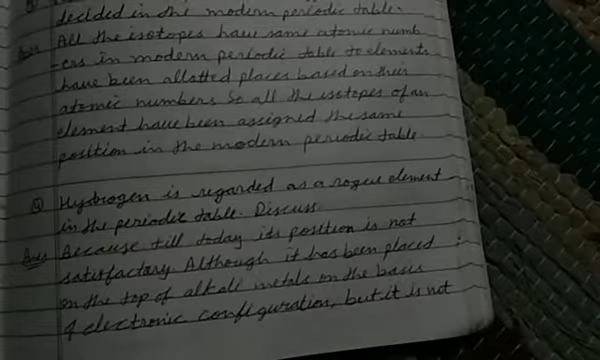 decided in the modern periodic table.
Ans All the isotopes have same atomic numb
-ers in modern periodic table to elements
have been allotted places based on their
atomic numbers. So all the isotopes of an
element have been assigned the same
position in the modern periodic table.
Q Hydrogen is regarded as a rogue element
in the periodic table. Discuss
Ans Because till today its position is not
satisfactory. Although it has been placed
on the top of alkali metals on the basis
of electronic configuration, but it is not